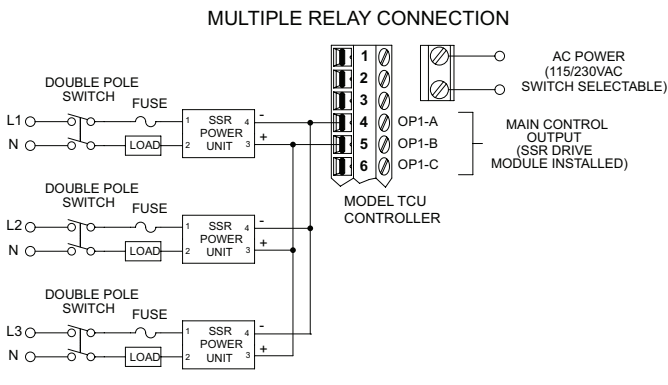 MULTIPLE RELAY CONNECTION
1
2
3
4 OP1-A
5 OP1-B
6 OP1-C
AC POWER
(115/230VAC
SWITCH SELECTABLE)
MAIN CONTROL
OUTPUT
(SSR DRIVE
MODULE INSTALLED)
MODEL TCU
CONTROLLER
DOUBLE POLE
SWITCH
FUSE
L1
N
LOAD
1 SSR 4 -
POWER
2 UNIT 3 +
DOUBLE POLE
SWITCH
FUSE
L2
N
LOAD
1 SSR 4 -
POWER
2 UNIT 3 +
DOUBLE POLE
SWITCH
FUSE
L3
N
LOAD
1 SSR 4 -
POWER
2 UNIT 3 +